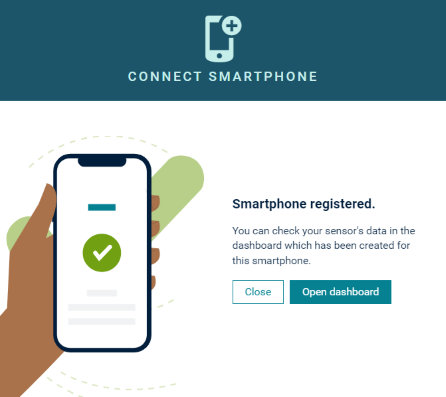 CONNECT SMARTPHONE
Smartphone registered.
You can check your sensor's data in the
dashboard which has been created for
this smartphone.
Close
Open dashboard